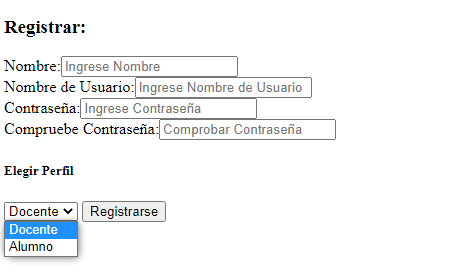 Registrar:
Nombre: Ingrese Nombre
Nombre de Usuario: Ingrese Nombre de Usuario
Contraseña: Ingrese Contraseña
Compruebe Contraseña: Comprobar Contraseña
Elegir Perfil
Docente Registrarse
Docente
Alumno